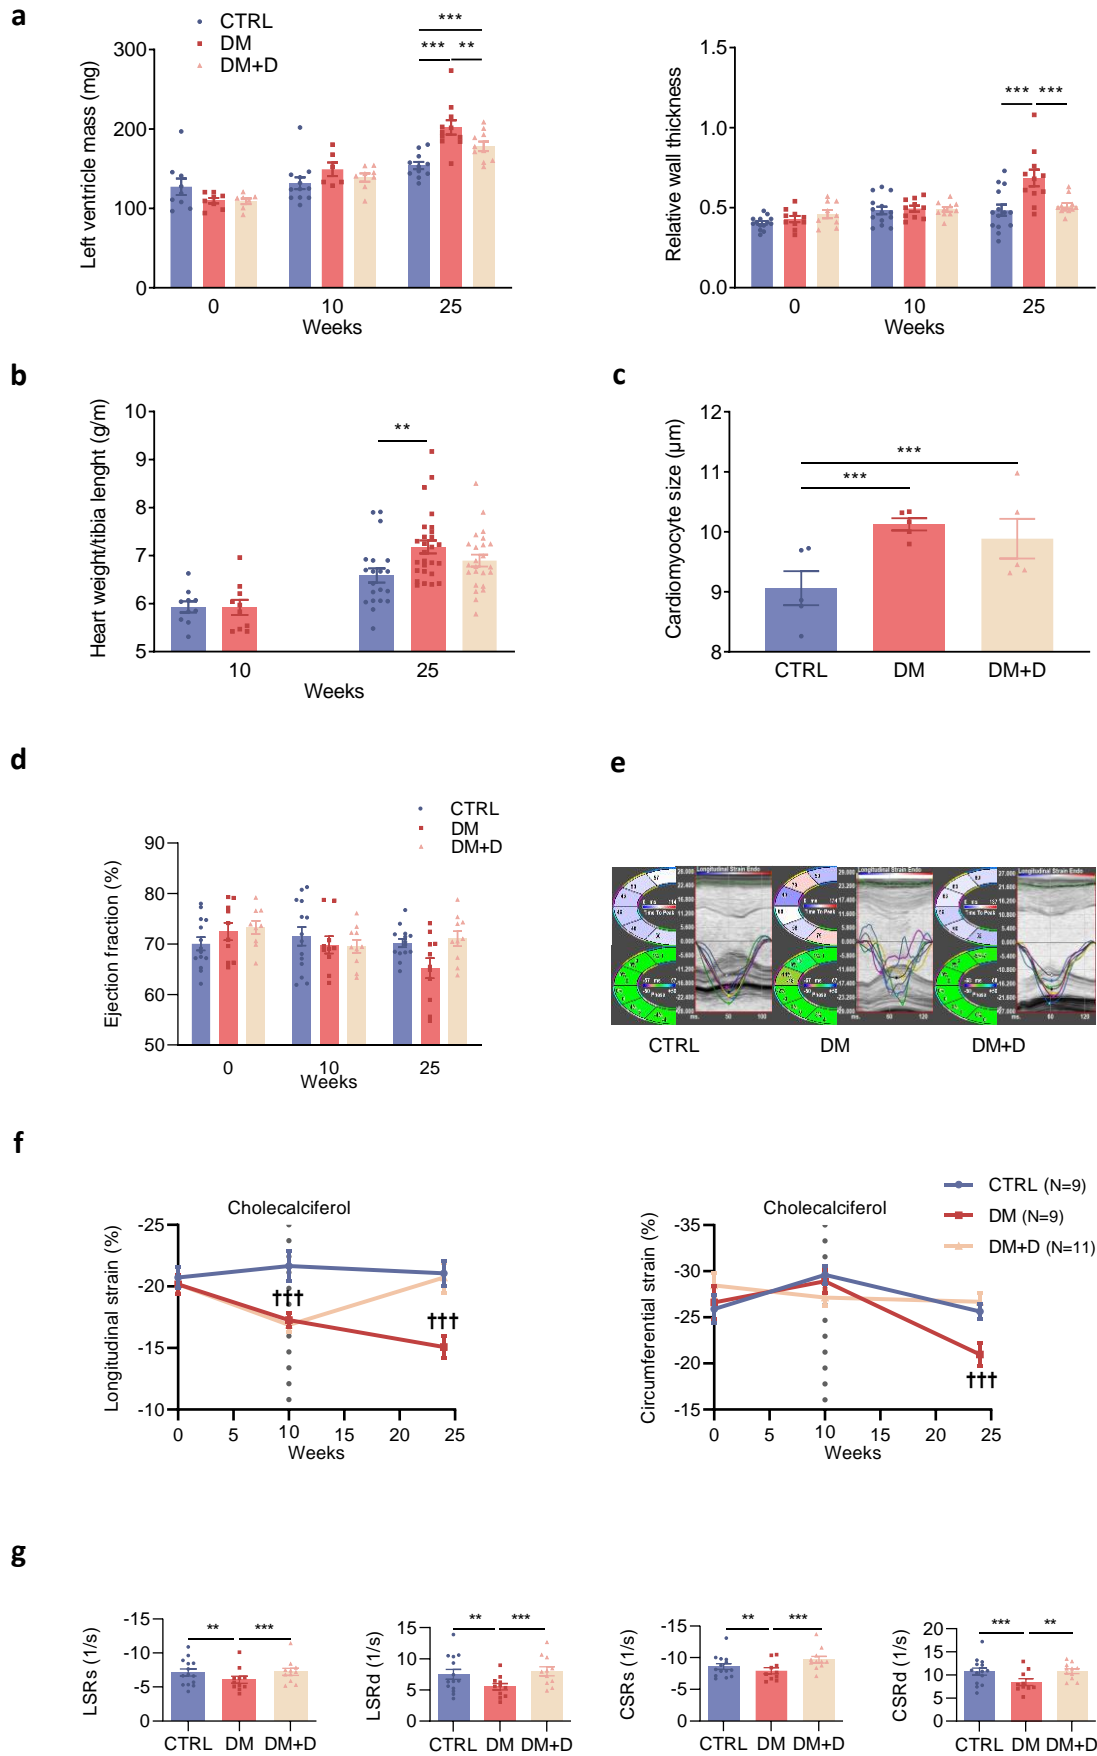 a
CTRL
DM
DM+D
***
*** **
Left ventricle mass (mg)
300
200
100
0
0 10 25
Weeks
*** ***
Relative wall thickness
1.5
1.0
0.5
0.0
0 10 25
Weeks
b
Heart weight/tibia lenght (g/m)
10
9
8
7
6
5
**
10 25
Weeks
c
Cardiomyocyte size (µm)
12
11
10
9
8
***
***
CTRL DM DM+D
d
CTRL
DM
DM+D
Ejection fraction (%)
90
80
70
60
50
0 10 25
Weeks
e
Longitudinal Strain Endo
Time To Peak
Phase
CTRL DM DM+D
f
Cholecalciferol
Longitudinal strain (%)
-25
-20
-15
-10
†††
†††
0 5 10 15 20 25
Weeks
Cholecalciferol
Circumferential strain (%)
-35
-30
-25
-20
-15
†††
0 5 10 15 20 25
Weeks
CTRL (N=9)
DM (N=9)
DM+D (N=11)
g
LSRs (1/s)
-15
-10
-5
0
** ***
CTRL DM DM+D
LSRd (1/s)
15
10
5
0
** ***
CTRL DM DM+D
CSRs (1/s)
-15
-10
-5
0
** ***
CTRL DM DM+D
CSRd (1/s)
20
15
10
5
0
*** **
CTRL DM DM+D